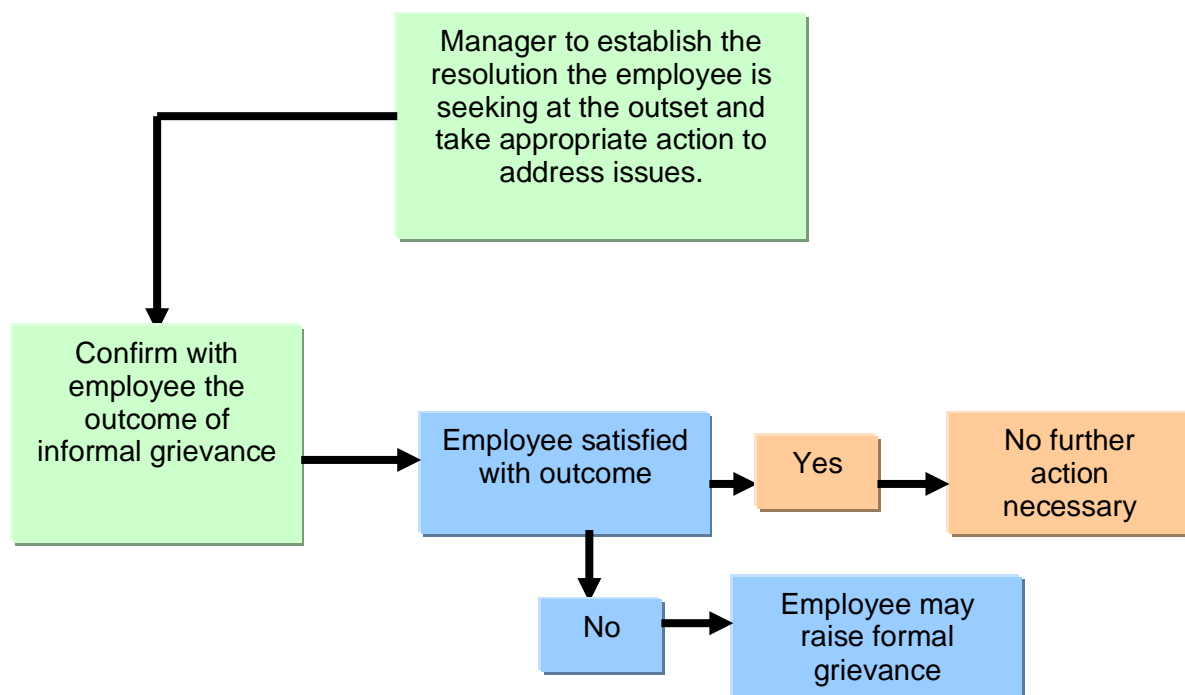 Manager to establish the
resolution the employee is
seeking at the outset and
take appropriate action to
address issues.
Confirm with
employee the
outcome of
informal grievance
Employee satisfied
with outcome
Yes
No further
action
necessary
No
Employee may
raise formal
grievance